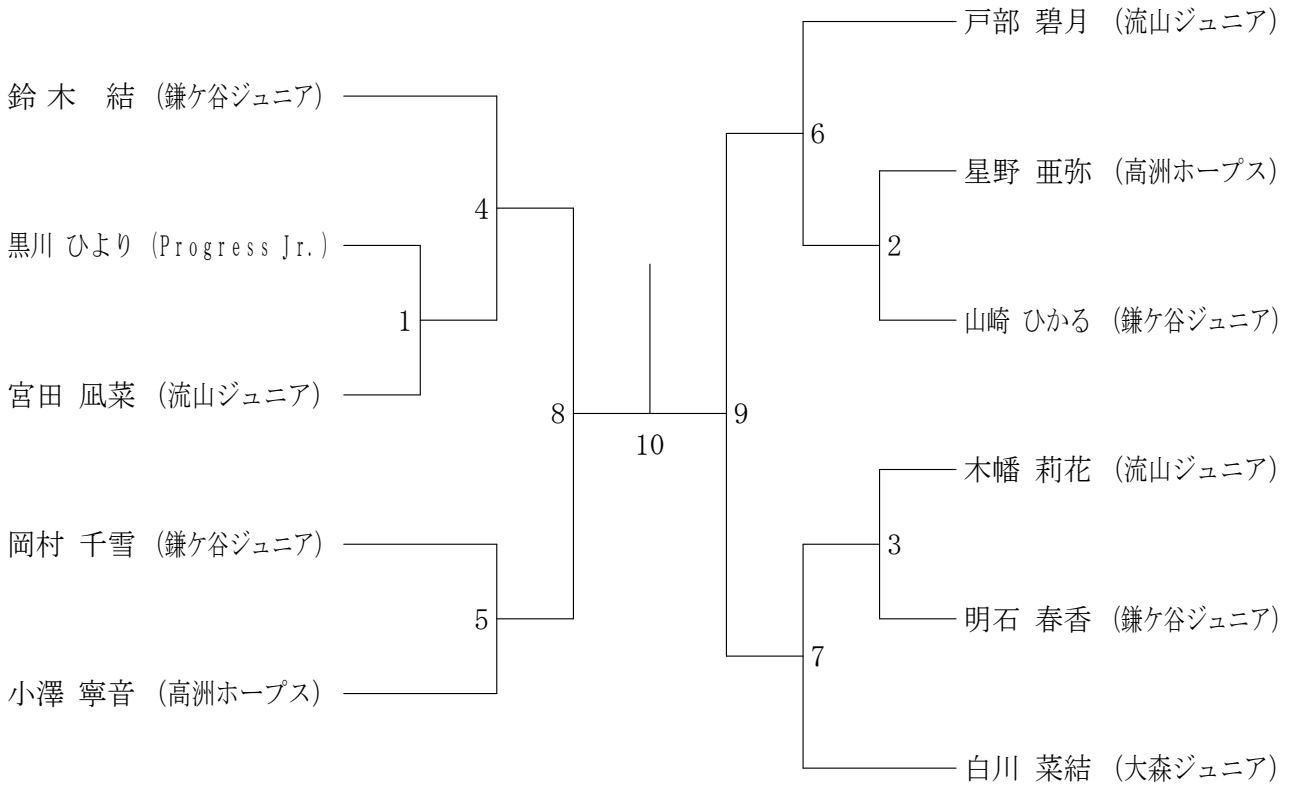 鈴木 結 (鎌ケ谷ジュニア)
黒川 ひより (Progress Jr.)
宮田 凪菜 (流山ジュニア)
岡村 千雪 (鎌ケ谷ジュニア)
小澤 寧音 (高洲ホープス)
4
1
8
5
10
戸部 碧月 (流山ジュニア)
星野 亜弥 (高洲ホープス)
山崎 ひかる (鎌ケ谷ジュニア)
木幡 莉花 (流山ジュニア)
明石 春香 (鎌ケ谷ジュニア)
白川 菜結 (大森ジュニア)
6
2
9
3
7